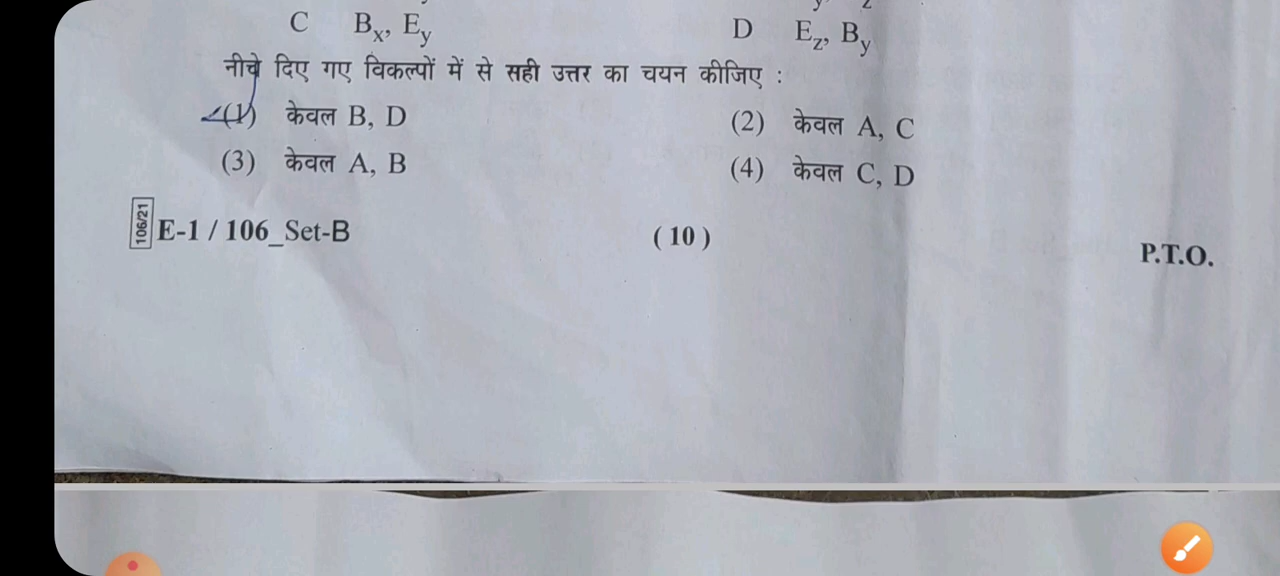 C B_x, E_y D E_z, B_y
नीचे दिए गए विकल्पों में से सही उत्तर का चयन कीजिए :
(1) केवल B, D (2) केवल A, C
(3) केवल A, B (4) केवल C, D
106/21 E-1 / 106_Set-B (10) P.T.O.